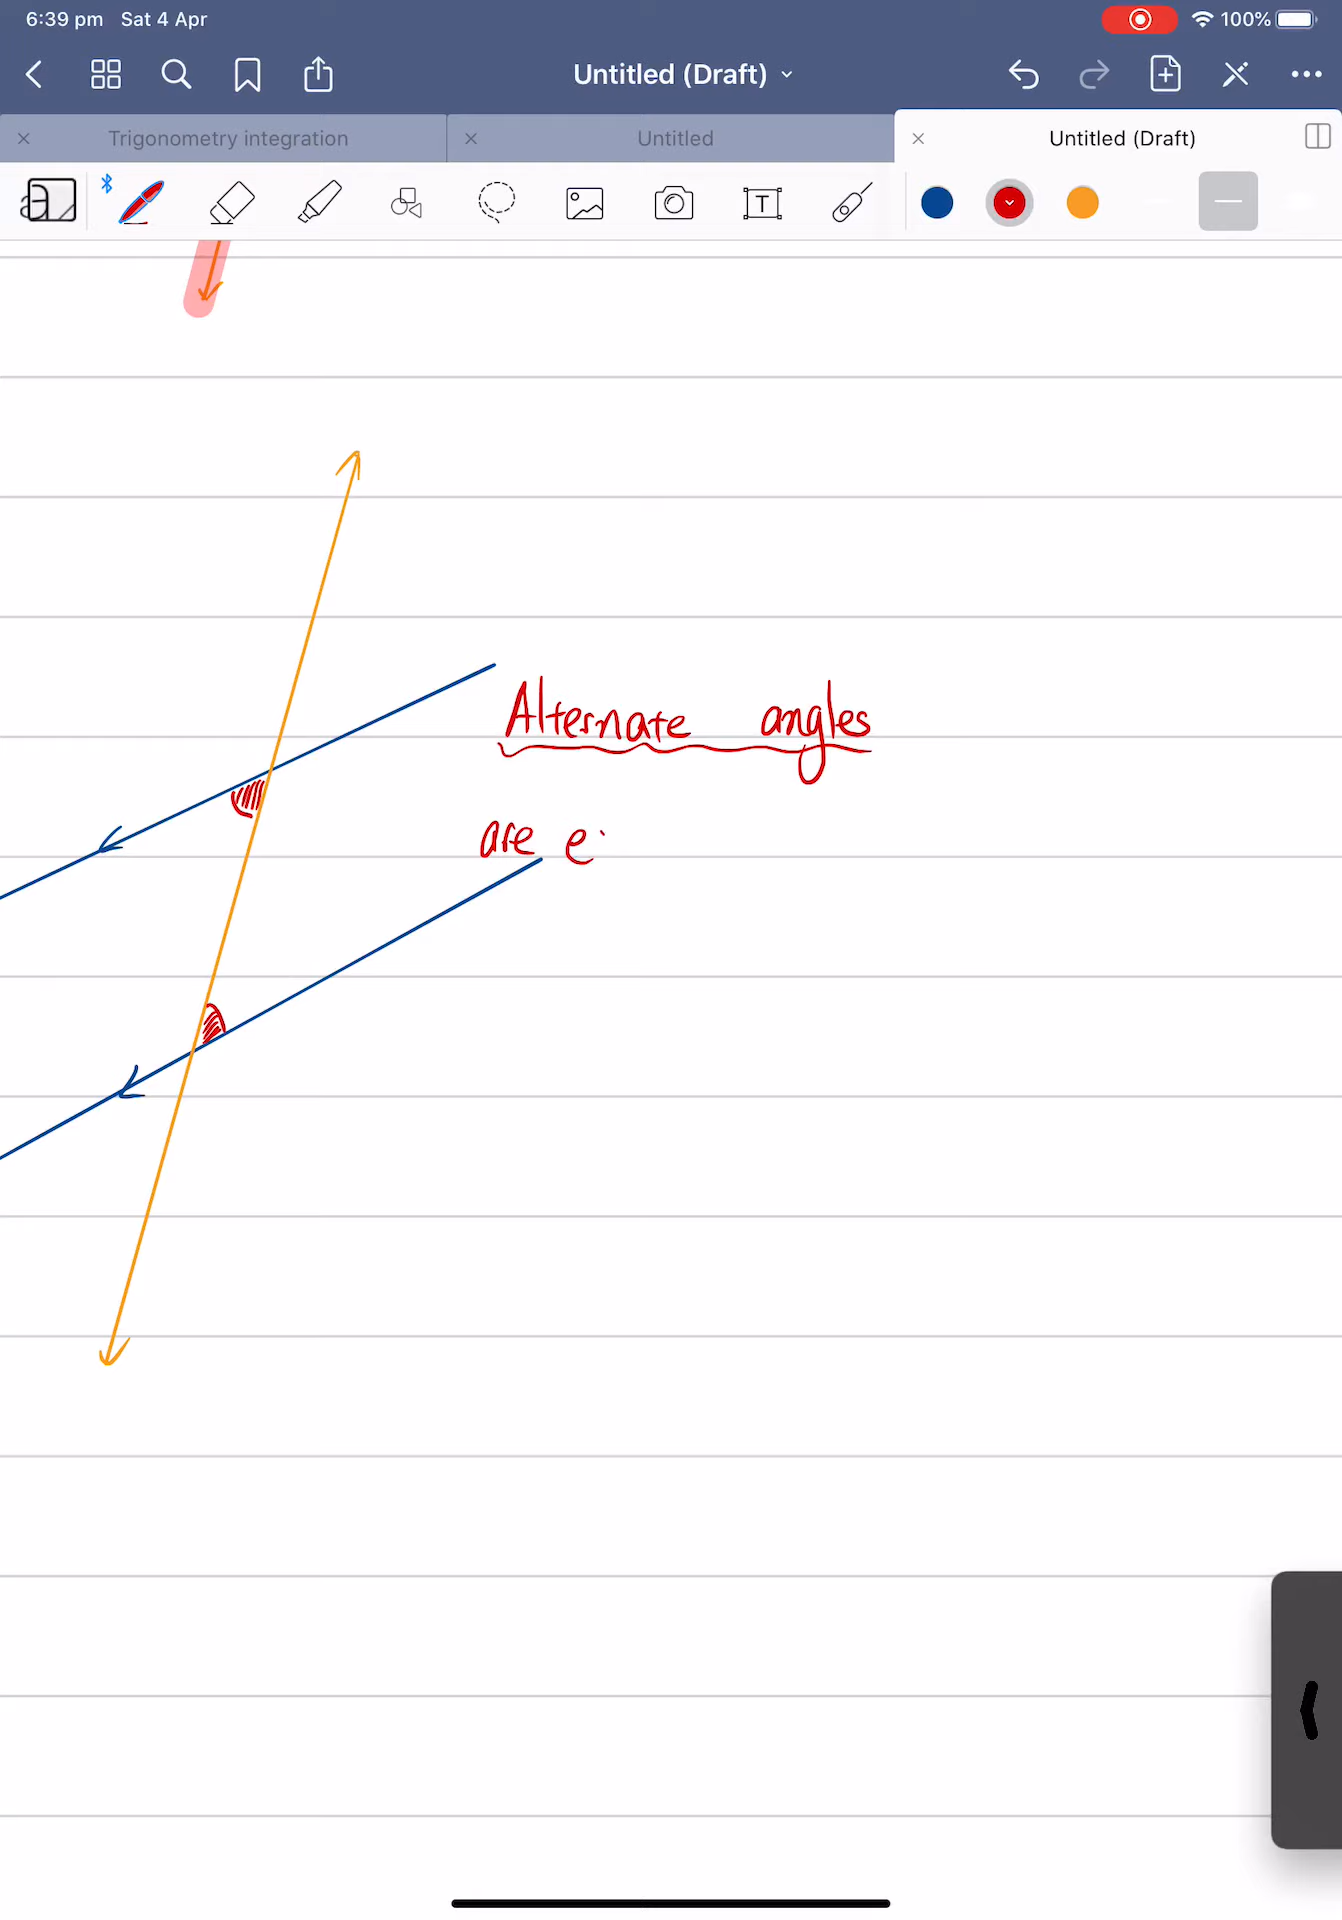 6:39 pm Sat 4 Apr 100%
Untitled (Draft)
Trigonometry integration Untitled Untitled (Draft)
a T
Alternate angles
are e